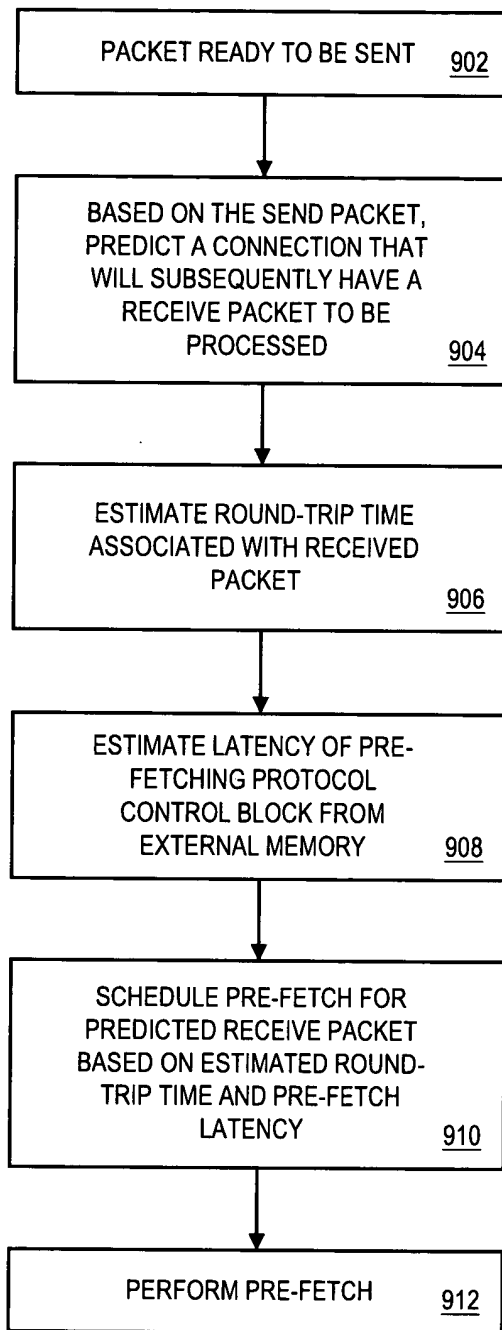 PACKET READY TO BE SENT 902
BASED ON THE SEND PACKET,
PREDICT A CONNECTION THAT
WILL SUBSEQUENTLY HAVE A
RECEIVE PACKET TO BE
PROCESSED
904
ESTIMATE ROUND-TRIP TIME
ASSOCIATED WITH RECEIVED
PACKET
906
ESTIMATE LATENCY OF PRE-
FETCHING PROTOCOL
CONTROL BLOCK FROM
EXTERNAL MEMORY 908
SCHEDULE PRE-FETCH FOR
PREDICTED RECEIVE PACKET
BASED ON ESTIMATED ROUND-
TRIP TIME AND PRE-FETCH
LATENCY 910
PERFORM PRE-FETCH 912